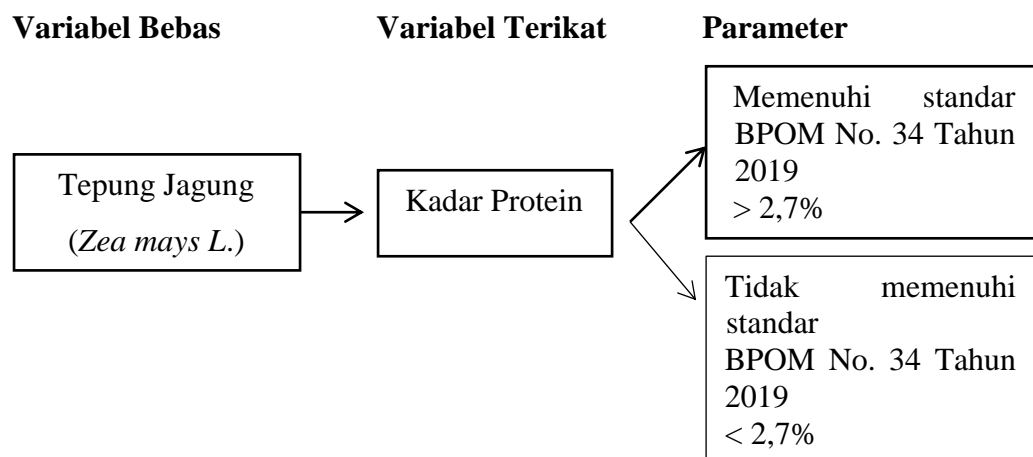 Variabel Bebas
Variabel Terikat
Parameter
Tepung Jagung
(Zea mays L.)
Kadar Protein
Memenuhi standar
BPOM No. 34 Tahun
2019
> 2,7%
Tidak memenuhi
standar
BPOM No. 34 Tahun
2019
< 2,7%